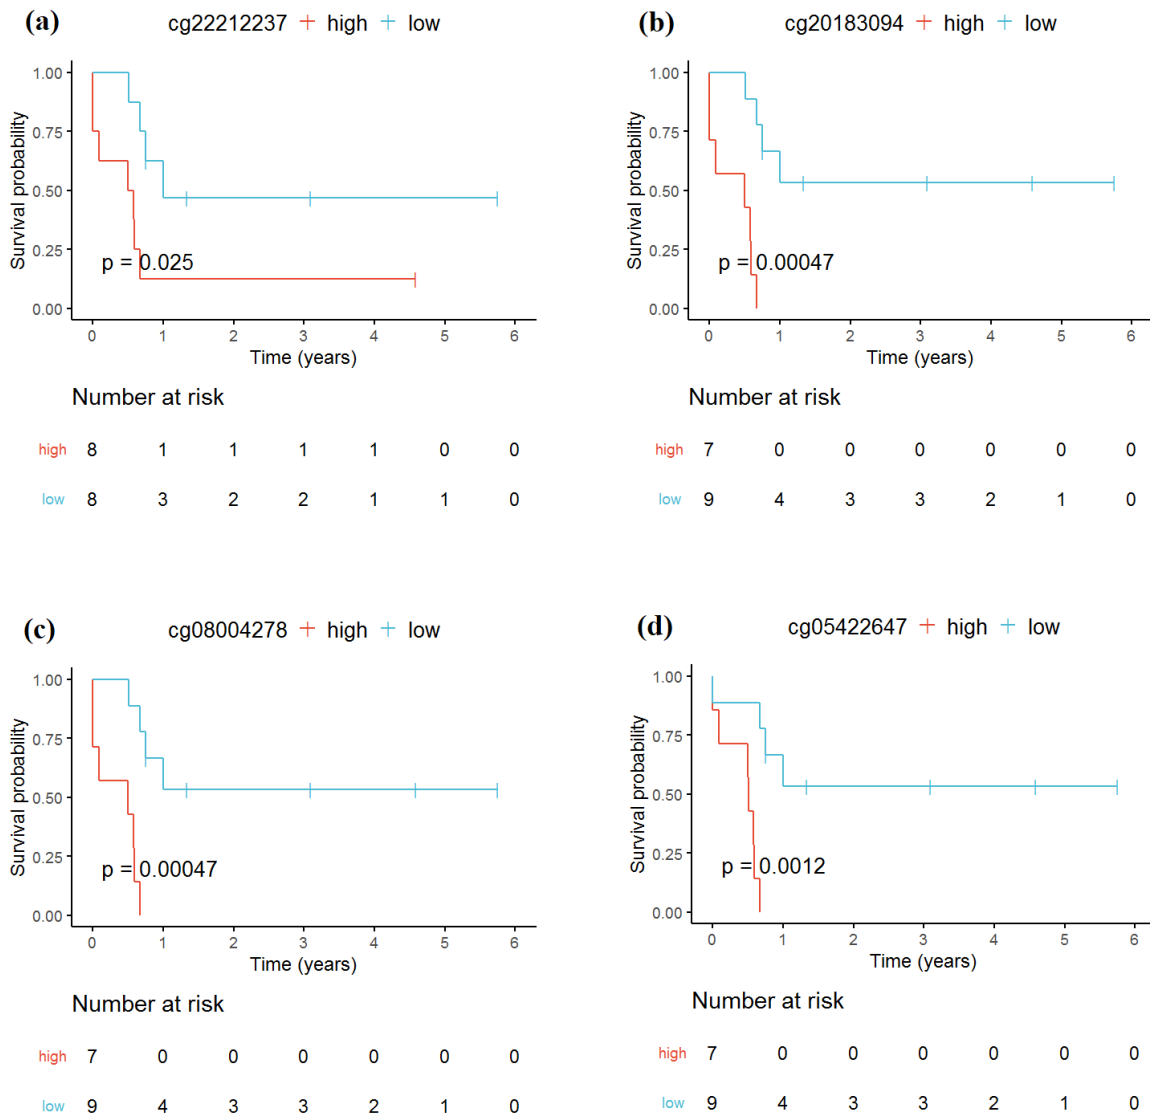 (a) cg22212237 high low
1.00
0.75
0.50
0.25
0.00
Survival probability
p = 0.025
0 1 2 3 4 5 6
Time (years)
Number at risk
high 8 1 1 1 1 0 0
low 8 3 2 2 1 1 0
(b) cg20183094 high low
1.00
0.75
0.50
0.25
0.00
Survival probability
p = 0.00047
0 1 2 3 4 5 6
Time (years)
Number at risk
high 7 0 0 0 0 0 0
low 9 4 3 3 2 1 0
(c) cg08004278 high low
1.00
0.75
0.50
0.25
0.00
Survival probability
p = 0.00047
0 1 2 3 4 5 6
Time (years)
Number at risk
high 7 0 0 0 0 0 0
low 9 4 3 3 2 1 0
(d) cg05422647 high low
1.00
0.75
0.50
0.25
0.00
Survival probability
p = 0.0012
0 1 2 3 4 5 6
Time (years)
Number at risk
high 7 0 0 0 0 0 0
low 9 4 3 3 2 1 0